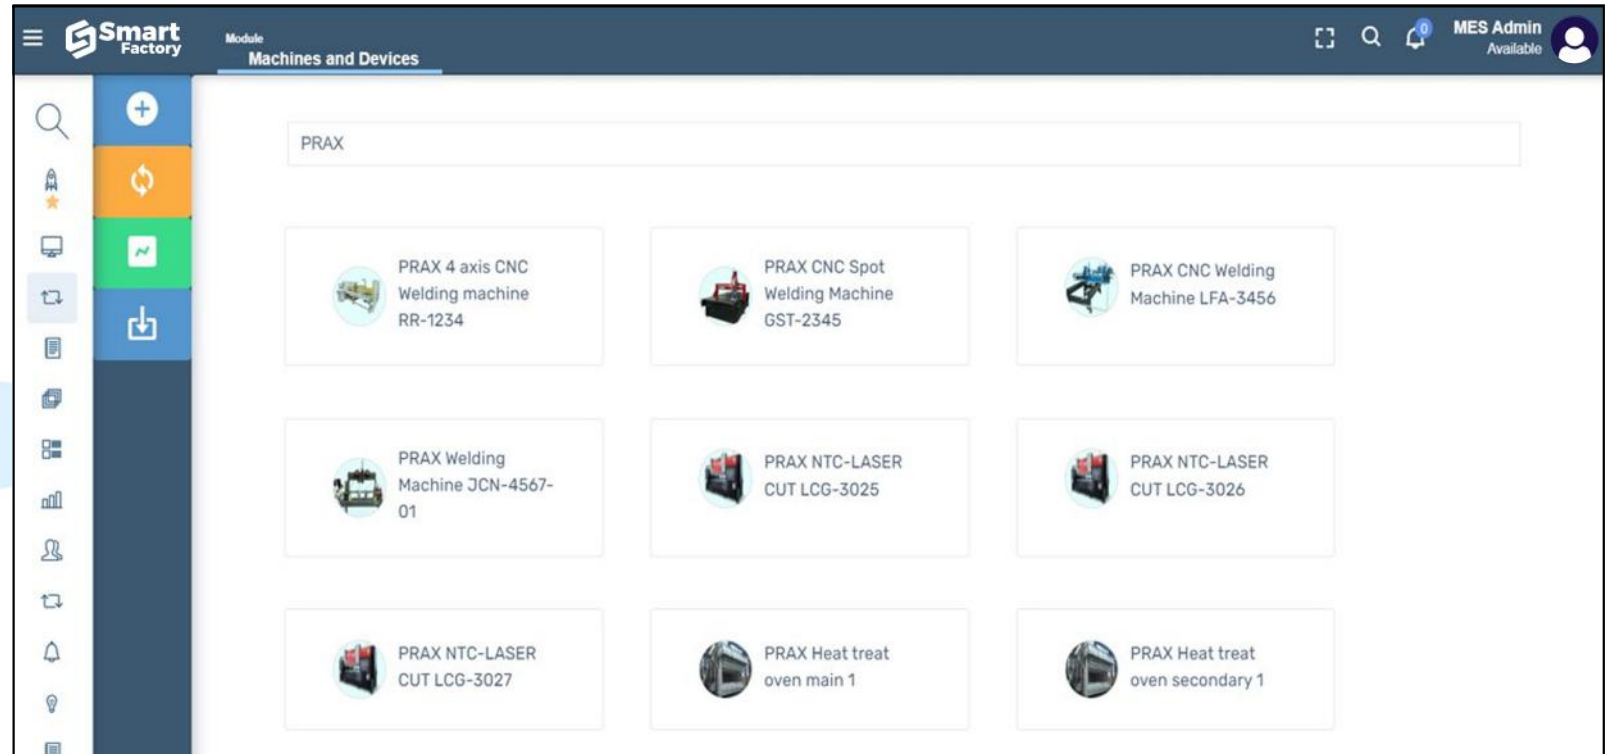 Smart
Factory
Module
Machines and Devices
0
MES Admin
Available
PRAX
PRAX 4 axis CNC
Welding machine
RR-1234
PRAX CNC Spot
Welding Machine
GST-2345
PRAX CNC Welding
Machine LFA-3456
PRAX Welding
Machine JCN-4567-
01
PRAX NTC-LASER
CUT LCG-3025
PRAX NTC-LASER
CUT LCG-3026
PRAX NTC-LASER
CUT LCG-3027
PRAX Heat treat
oven main 1
PRAX Heat treat
oven secondary 1